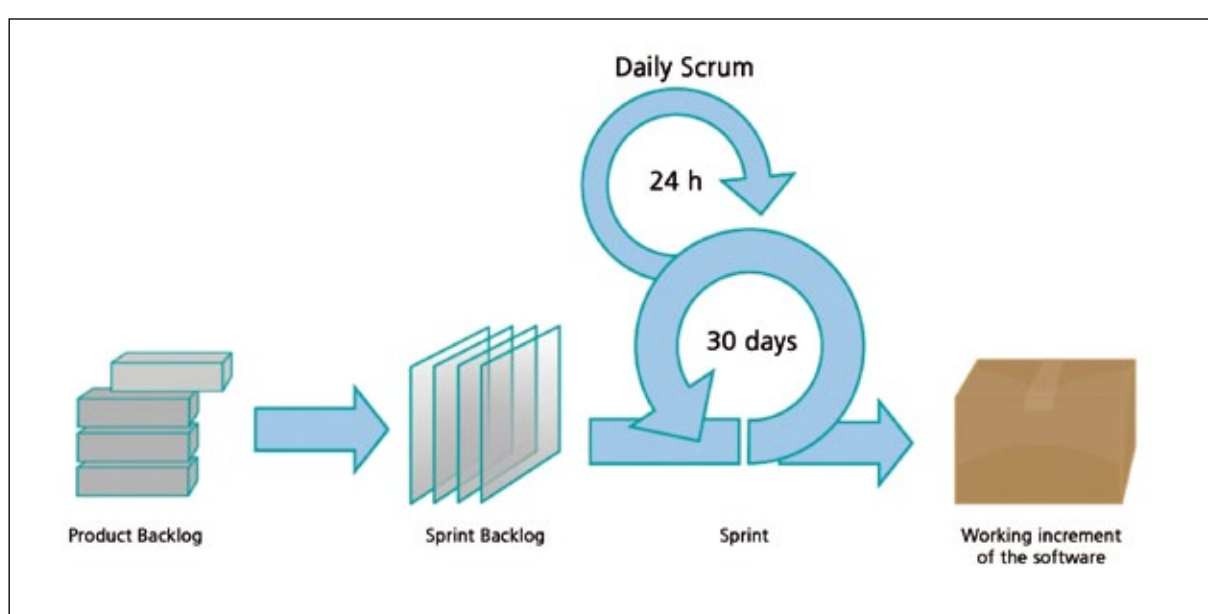 Daily Scrum
24 h
30 days
Product Backlog
Sprint Backlog
Sprint
Working increment
of the software